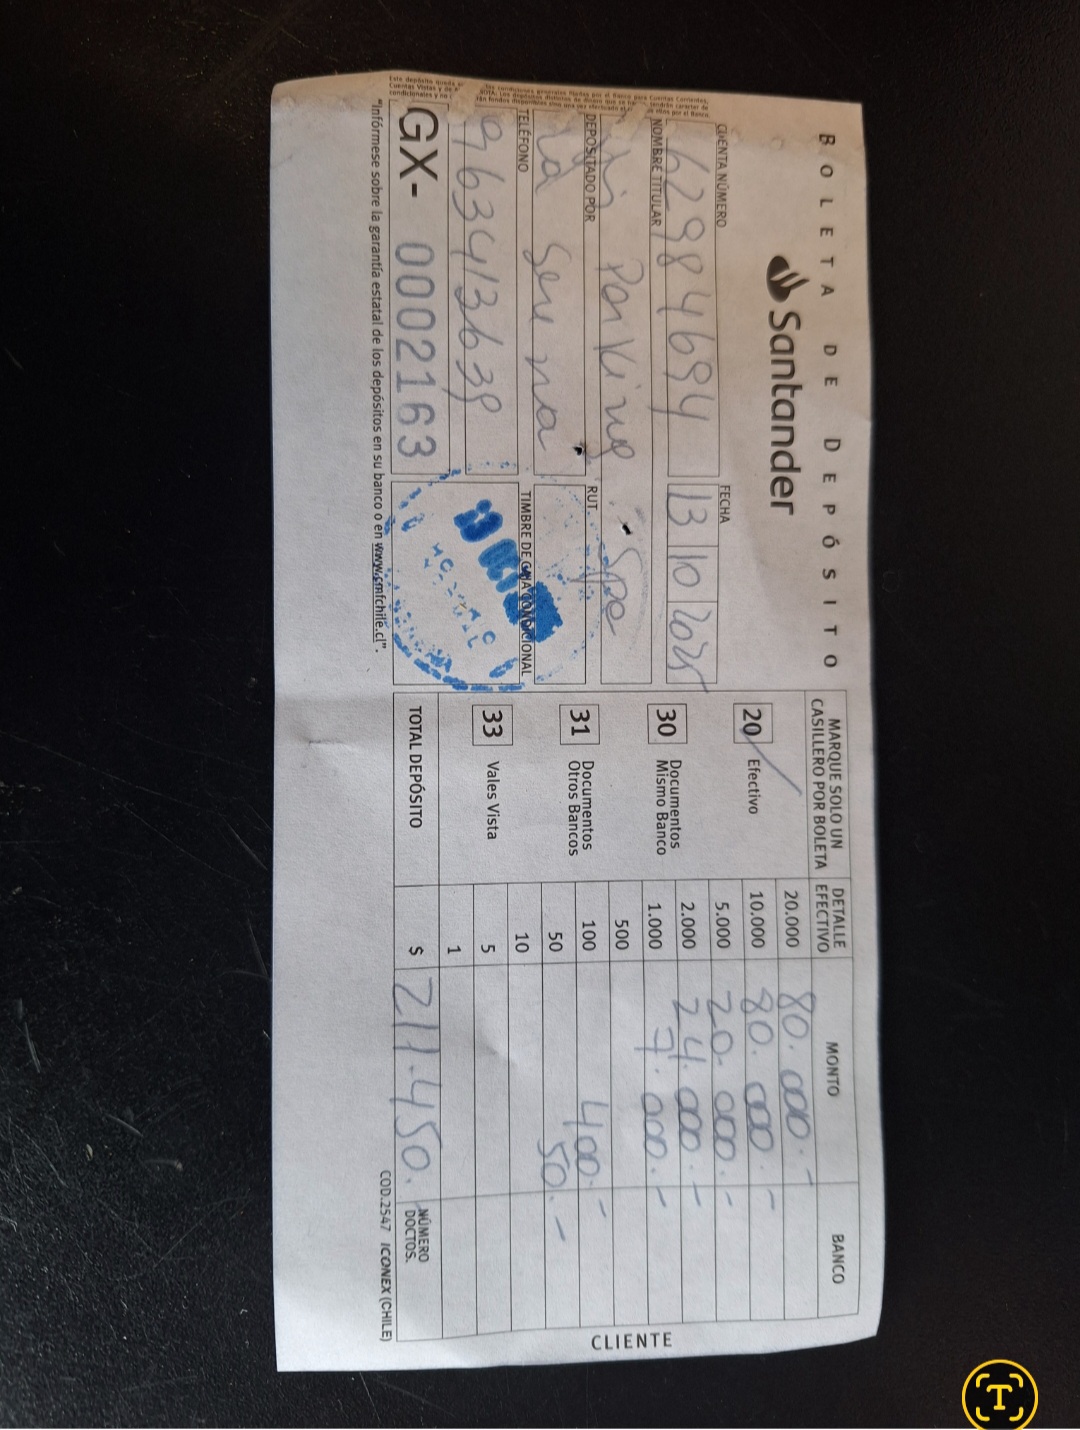 BOLETA DE DEPÓSITO
Santander
CUENTA NÚMERO
62984694
FECHA
13 10 2025
NOMBRE TITULAR
Parking Spa
DEPOSITADO POR
RUT
La Serena
TELÉFONO
963413639
TIMBRE DE CAJA CONDICIONAL
GX- 0002163
"Infórmese sobre la garantía estatal de los depósitos en su banco o en www.cmfchile.cl".
MARQUE SOLO UN
CASILLERO POR BOLETA
DETALLE
EFECTIVO
MONTO
BANCO
20 Efectivo
30 Documentos
Mismo Banco
31 Documentos
Otros Bancos
33 Vales Vista
20.000 80.000.-
10.000 80.000.-
5.000 20.000.-
2.000 24.000.-
1.000 7.000.-
500
100 400.-
50 50.-
10
5
1
TOTAL DEPÓSITO $ 211.450.
NÚMERO
DOCTOS.
COD.2547 ICONEX (CHILE)
CLIENTE